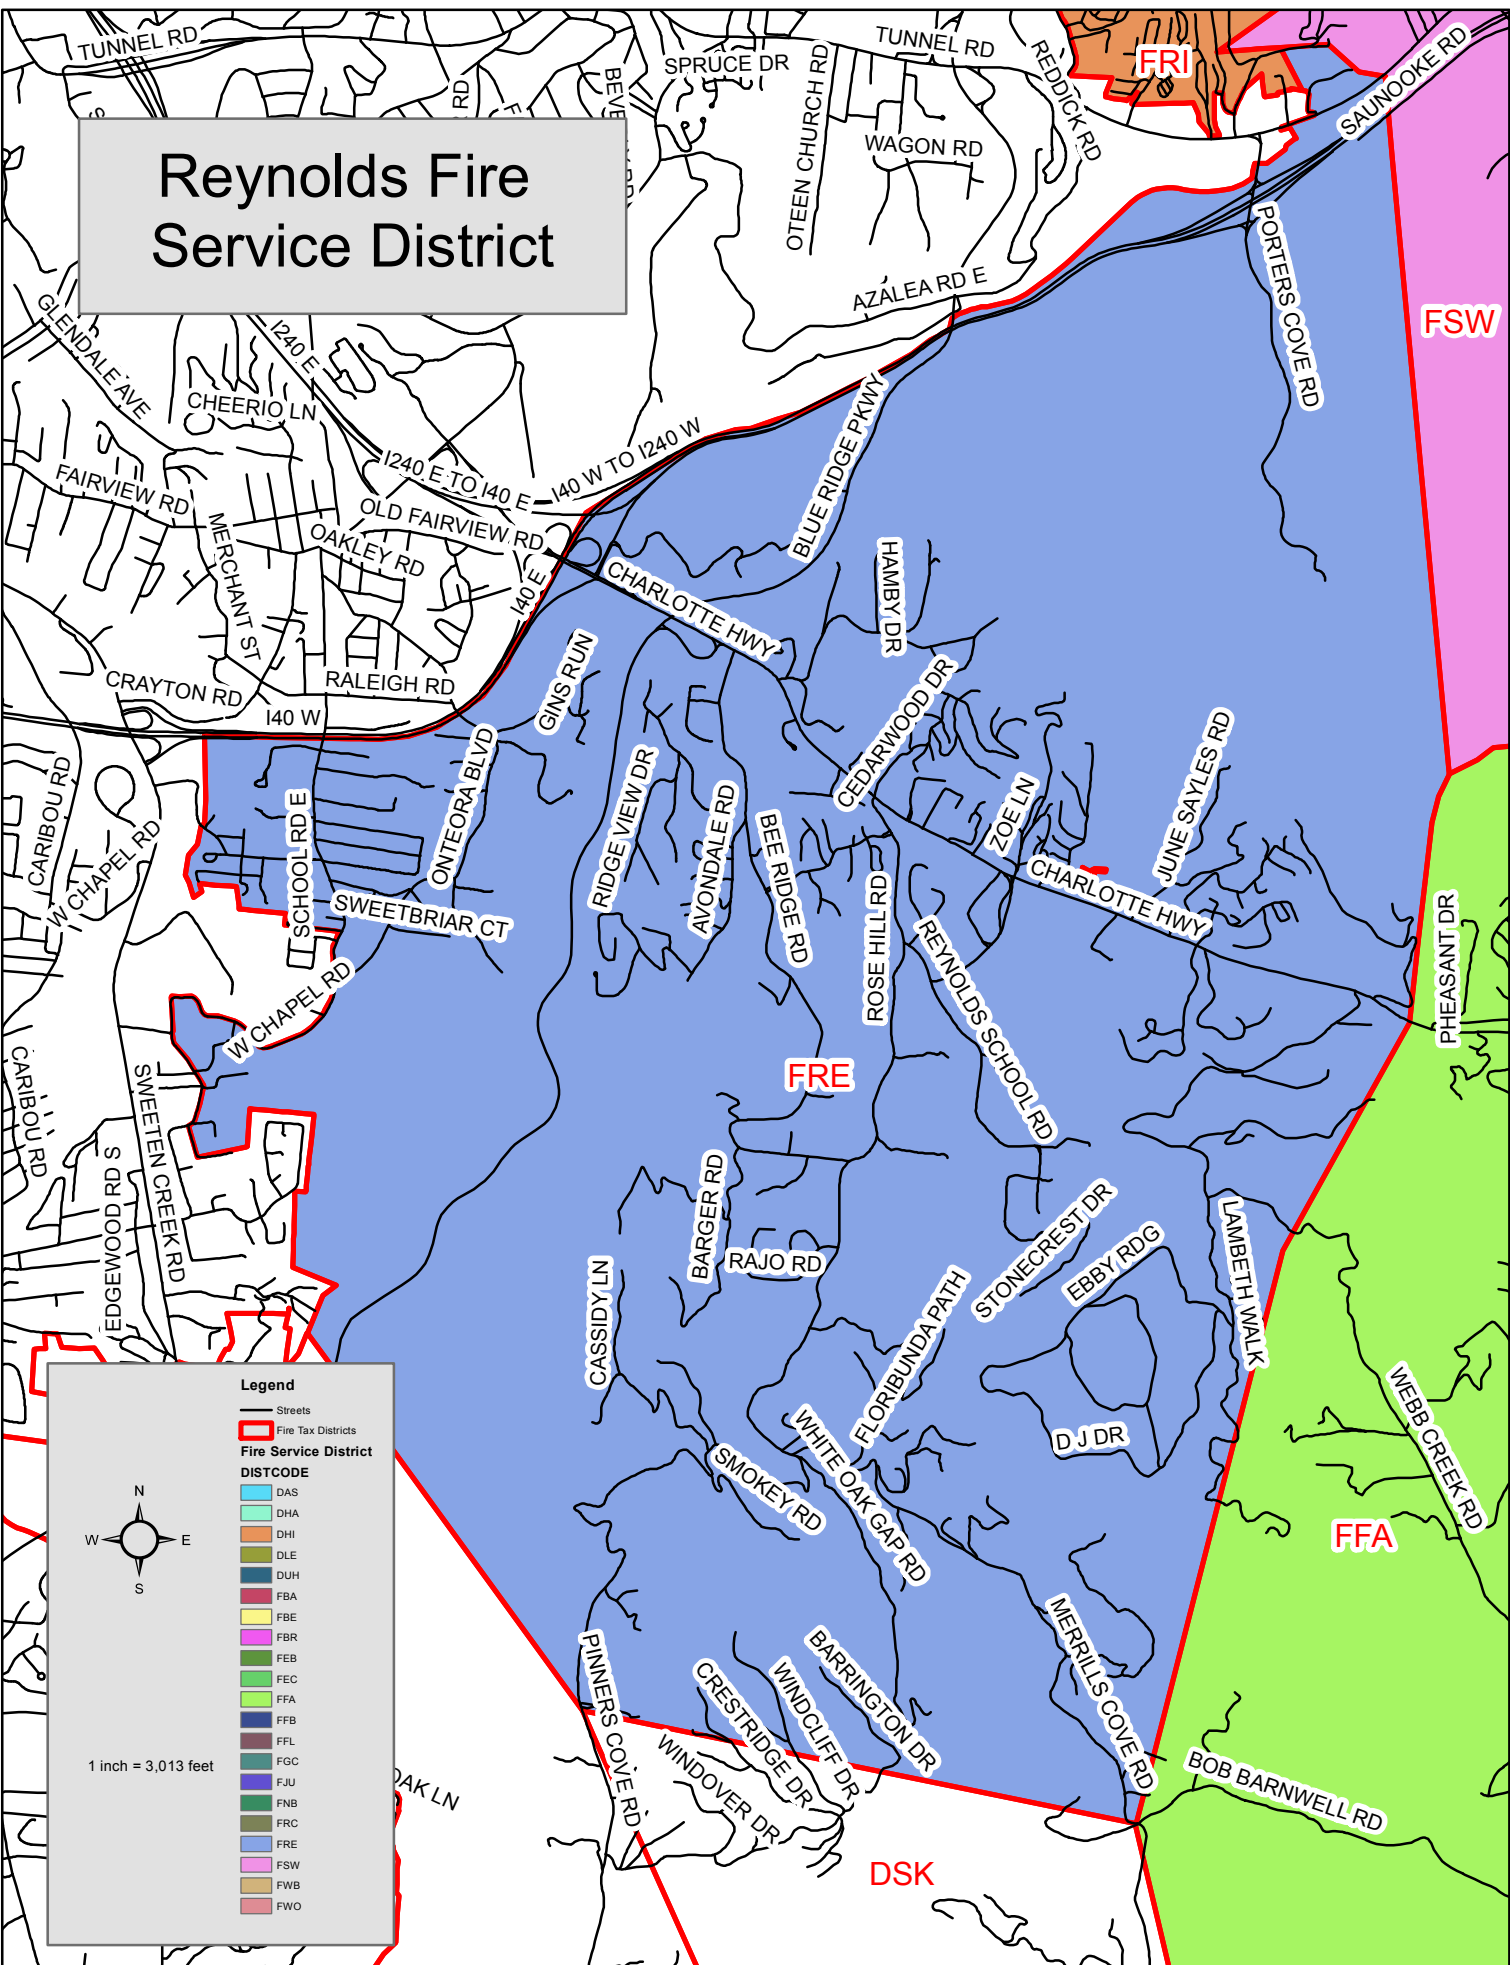 TUNNEL RD
SPRUCE DR
TUNNEL RD
REDDICK RD
FRI
SAUNOOKE RD
RD
OTEEN CHURCH RD
WAGON RD
Reynolds Fire
Service District
PORTERS COVE RD
AZALEA RD E
FSW
GLENDALE AVE
I240 E
CHEERIO LN
BLUE RIDGE PKWY
I240 E TO I40 E
I40 W TO I240 W
FAIRVIEW RD
OLD FAIRVIEW RD
MERCHANT ST
OAKLEY RD
I40 E
CHARLOTTE HWY
HAMBY DR
GINS RUN
CRAYTON RD
RALEIGH RD
I40 W
CEDARWOOD DR
JUNE SAYLES RD
CARIBOU RD
ONTEORA BLVD
RIDGE VIEW DR
AVONDALE RD
BEE RIDGE RD
ZOE LN
SCHOOL RD E
W CHAPEL RD
CHARLOTTE HWY
SWEETBRIAR CT
ROSE HILL RD
REYNOLDS SCHOOL RD
PHEASANT DR
W CHAPEL RD
FRE
CARIBOU RD
SWEETEN CREEK RD
EDGEWOOD RD S
BARGER RD
RAJO RD
STONECREST DR
EBBY RDG
LAMBETH WALK
CASSIDY LN
FLORIBUNDA PATH
WEBB CREEK RD
WHITE OAK GAP RD
D J DR
SMOKEY RD
FFA
Legend
Streets
Fire Tax Districts
Fire Service District
DISTCODE
DAS
DHA
DHI
DLE
DUH
FBA
FBE
FBR
FEB
FEC
FFA
FFB
FFL
FGC
FJU
FNB
FRC
FRE
FSW
FWB
FWO
N
W
E
S
1 inch = 3,013 feet
PINNERS COVE RD
CRESTRIDGE DR
WINDCLIFF DR
BARRINGTON DR
MERRILLS COVE RD
WINDOVER DR
BOB BARNWELL RD
OAK LN
DSK